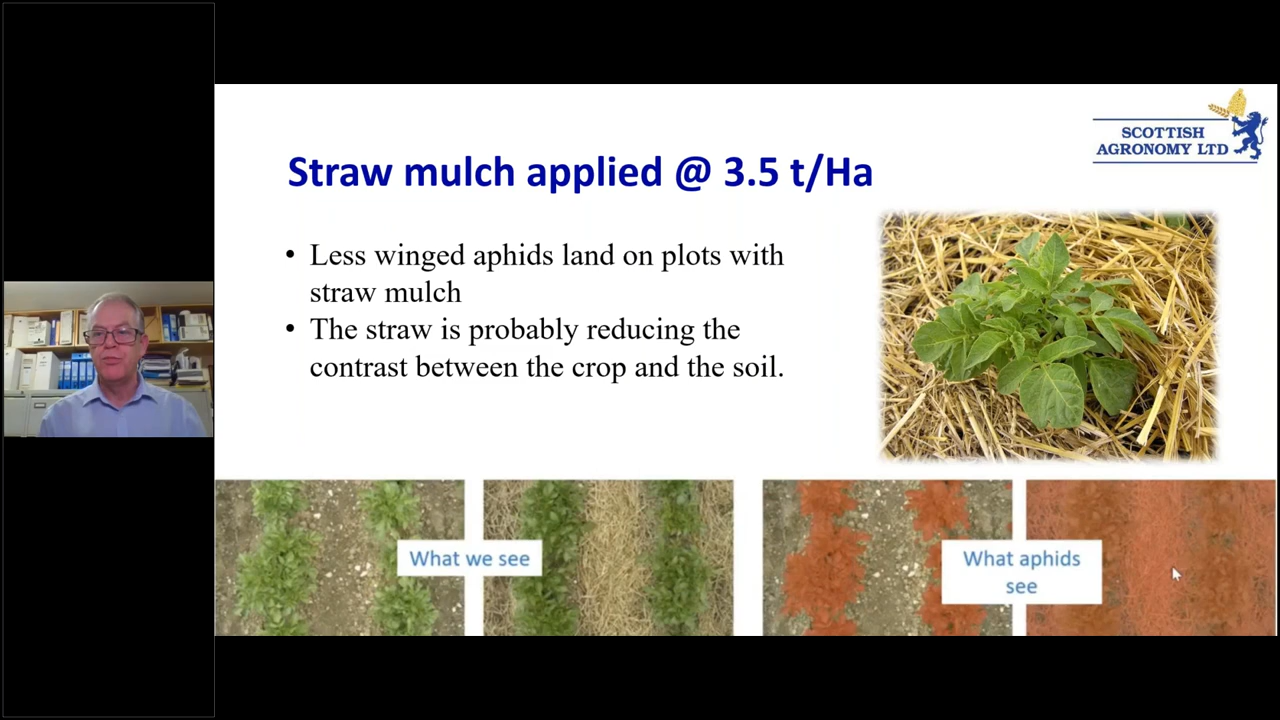 SCOTTISH
AGRONOMY LTD
Straw mulch applied @ 3.5 t/Ha
• Less winged aphids land on plots with
straw mulch
• The straw is probably reducing the
contrast between the crop and the soil.
What we see
What aphids
see